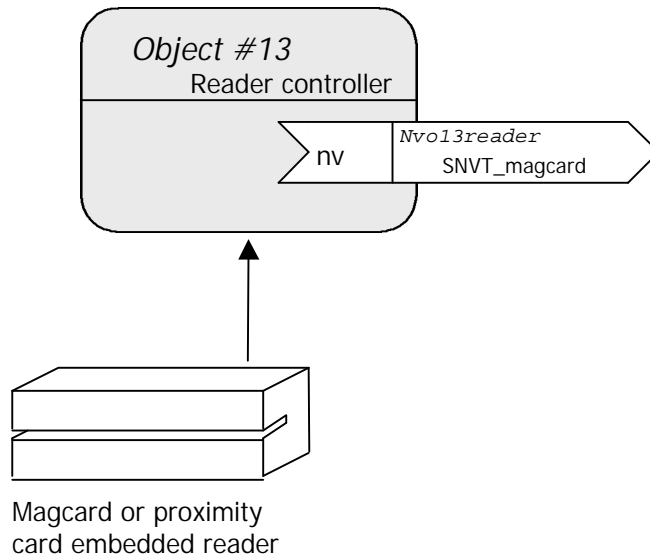 Object #13
Reader controller
nv
Nvo13reader
SNVT_magcard
Magcard or proximity
card embedded reader